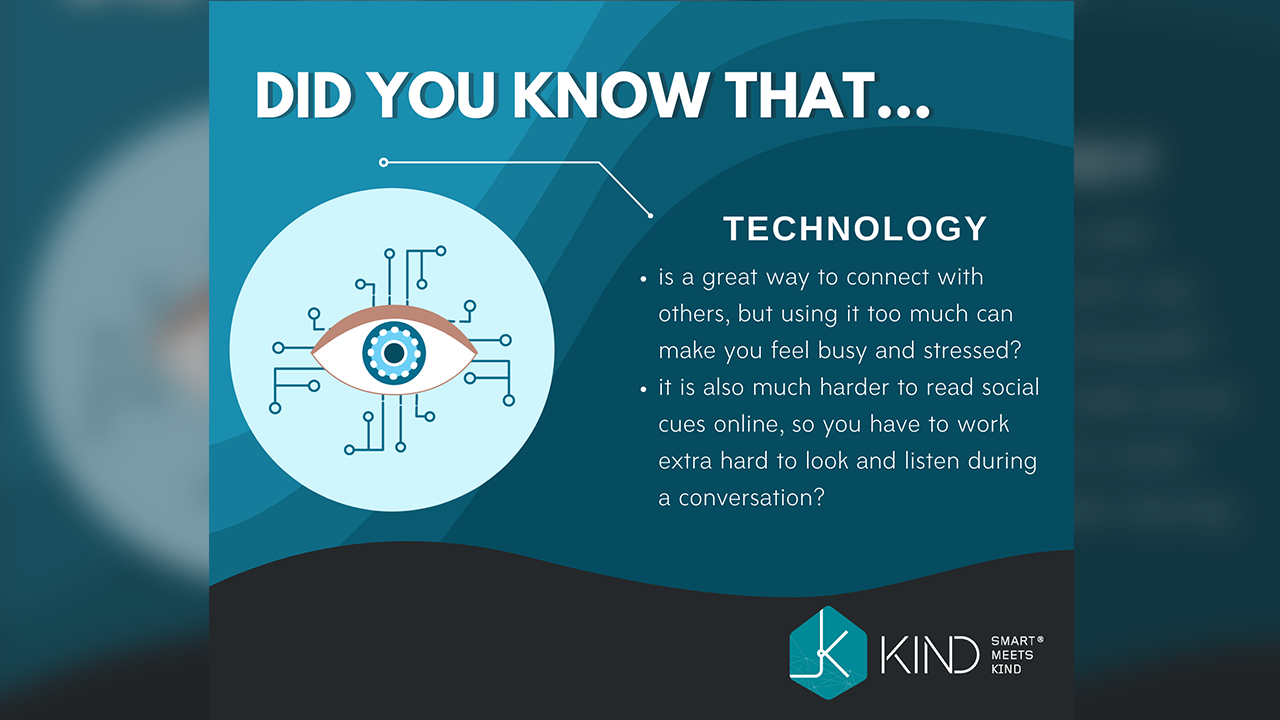 DID YOU KNOW THAT...
TECHNOLOGY
• is a great way to connect with
others, but using it too much can
make you feel busy and stressed?
• it is also much harder to read social
cues online, so you have to work
extra hard to look and listen during
a conversation?
KIND
SMART®
MEETS
KIND